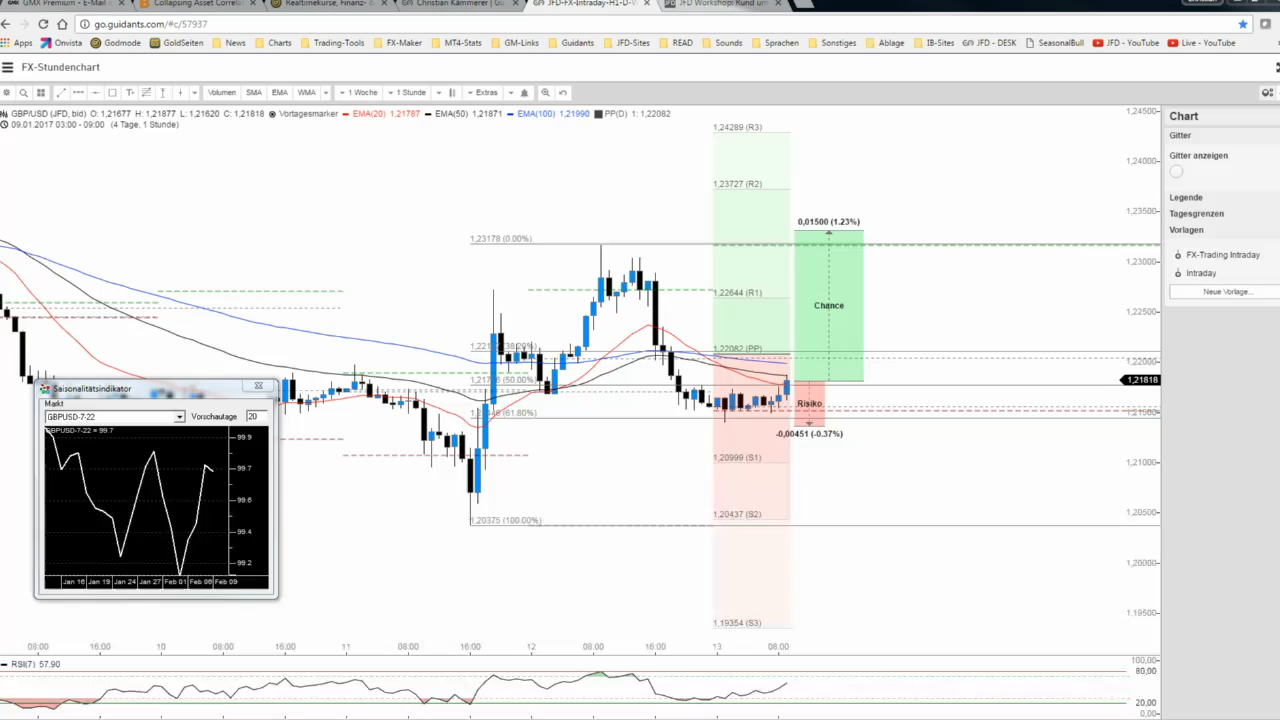 GMX Premium - E-Mail
Collapsing Asset Correlat
Realtimekurse, Finanz- &
Christian Kämmerer | Gu
JFD-FX-Intraday-H1-D-W
JFD Workshop: Rund um
Christian
go.guidants.com/#c/57937
Apps Onvista Godmode GoldSeiten News Charts Trading-Tools FX-Maker MT4-Stats GM-Links Guidants JFD-Sites READ Sounds Sprachen Sonstiges Ablage IB-Sites JFD - DESK SeasonalBull JFD - YouTube Live - YouTube
FX-Stundenchart
Volumen SMA EMA WMA 1 Woche 1 Stunde Extras
GBP/USD (JFD, bid) O: 1,21677 H: 1,21877 L: 1,21620 C: 1,21818 Vortagesmarker EMA(20) 1,21787 EMA(50) 1,21871 EMA(100) 1,21990 PP(D) 1: 1,22082
09.01.2017 03:00 - 09:00 (4 Tage, 1 Stunde)
1,24289 (R3)
1,23727 (R2)
0,01500 (1.23%)
1,23178 (0.00%)
1,22644 (R1)
Chance
1,22082 (PP)
Risiko
-0,00451 (-0.37%)
1,20999 (S1)
1,20437 (S2)
1,20375 (100.00%)
1,19354 (S3)
1,24500
1,24000
1,23500
1,23000
1,22500
1,22000
1,21818
1,21000
1,20500
1,20000
1,19500
Chart
Gitter
Gitter anzeigen
Legende
Tagesgrenzen
Vorlagen
FX-Trading Intraday
Intraday
Neue Vorlage...
Saisonalitätsindikator
Markt
GBPUSD-7-22 Vorschautage 20
GBPUSD-7-22 = 99.7
99.9
99.7
99.6
99.4
99.2
Jan 16 Jan 19 Jan 24 Jan 27 Feb 01 Feb 06 Feb 09
08:00 16:00 10 08:00 16:00 11 08:00 16:00 12 08:00 16:00 13 08:00
RSI(7) 57.90
100,00
80,00
20,00
0,00